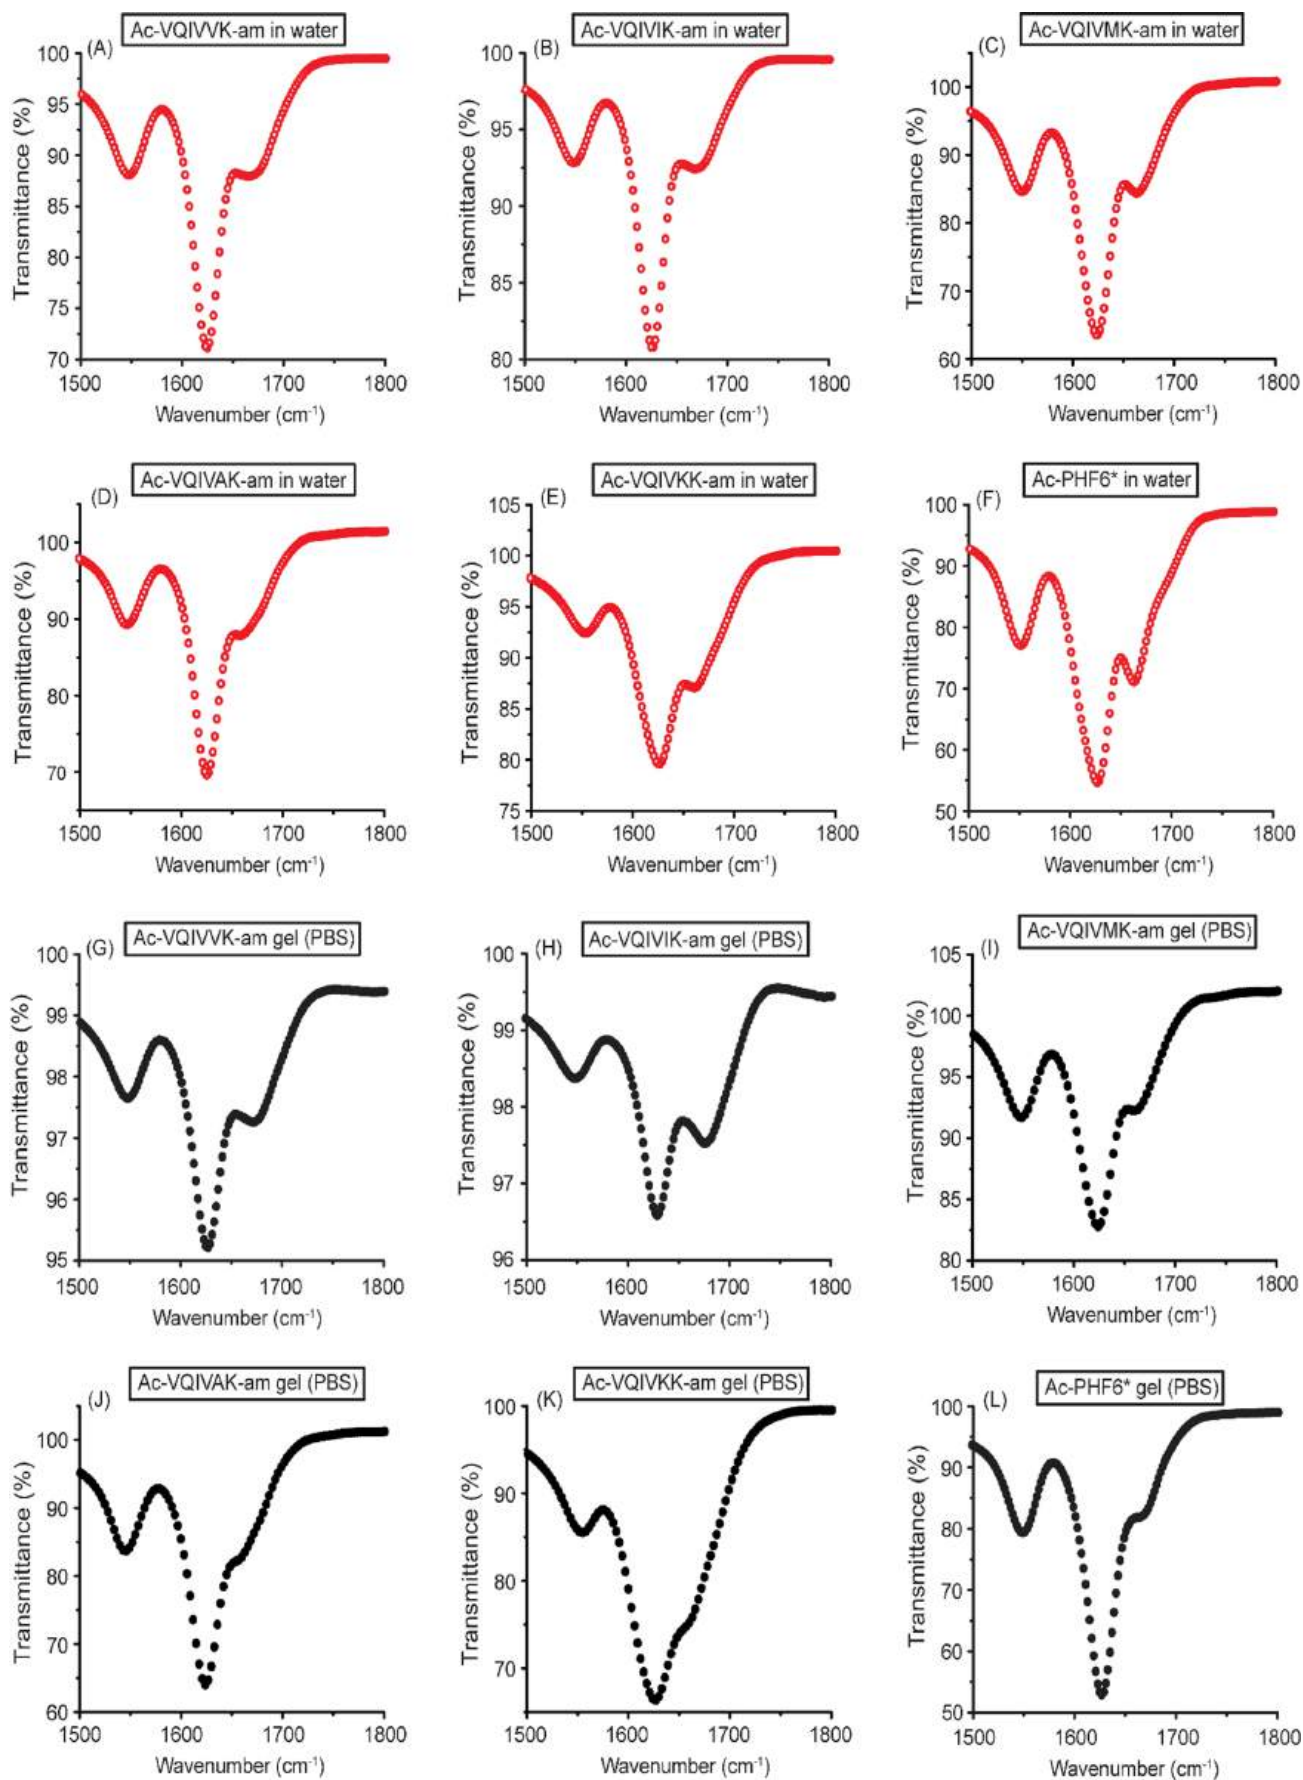 Ac-VQIVVK-am in water
(A)
Transmittance (%)
100
95
90
85
80
75
70
1500 1600 1700 1800
Wavenumber (cm⁻¹)
Ac-VQIVIK-am in water
(B)
Transmittance (%)
100
95
90
85
80
1500 1600 1700 1800
Wavenumber (cm⁻¹)
Ac-VQIVMK-am in water
(C)
Transmittance (%)
100
90
80
70
60
1500 1600 1700 1800
Wavenumber (cm⁻¹)
Ac-VQIVAK-am in water
(D)
Transmittance (%)
100
90
80
70
1500 1600 1700 1800
Wavenumber (cm⁻¹)
Ac-VQIVKK-am in water
(E)
Transmittance (%)
105
100
95
90
85
80
75
1500 1600 1700 1800
Wavenumber (cm⁻¹)
Ac-PHF6* in water
(F)
Transmittance (%)
100
90
80
70
60
50
1500 1600 1700 1800
Wavenumber (cm⁻¹)
Ac-VQIVVK-am gel (PBS)
(G)
Transmittance (%)
100
99
98
97
96
95
1500 1600 1700 1800
Wavenumber (cm⁻¹)
Ac-VQIVIK-am gel (PBS)
(H)
Transmittance (%)
100
99
98
97
96
1500 1600 1700 1800
Wavenumber (cm⁻¹)
Ac-VQIVMK-am gel (PBS)
(I)
Transmittance (%)
105
100
95
90
85
80
1500 1600 1700 1800
Wavenumber (cm⁻¹)
Ac-VQIVAK-am gel (PBS)
(J)
Transmittance (%)
100
90
80
70
60
1500 1600 1700 1800
Wavenumber (cm⁻¹)
Ac-VQIVKK-am gel (PBS)
(K)
Transmittance (%)
100
90
80
70
1500 1600 1700 1800
Wavenumber (cm⁻¹)
Ac-PHF6* gel (PBS)
(L)
Transmittance (%)
100
90
80
70
60
50
1500 1600 1700 1800
Wavenumber (cm⁻¹)